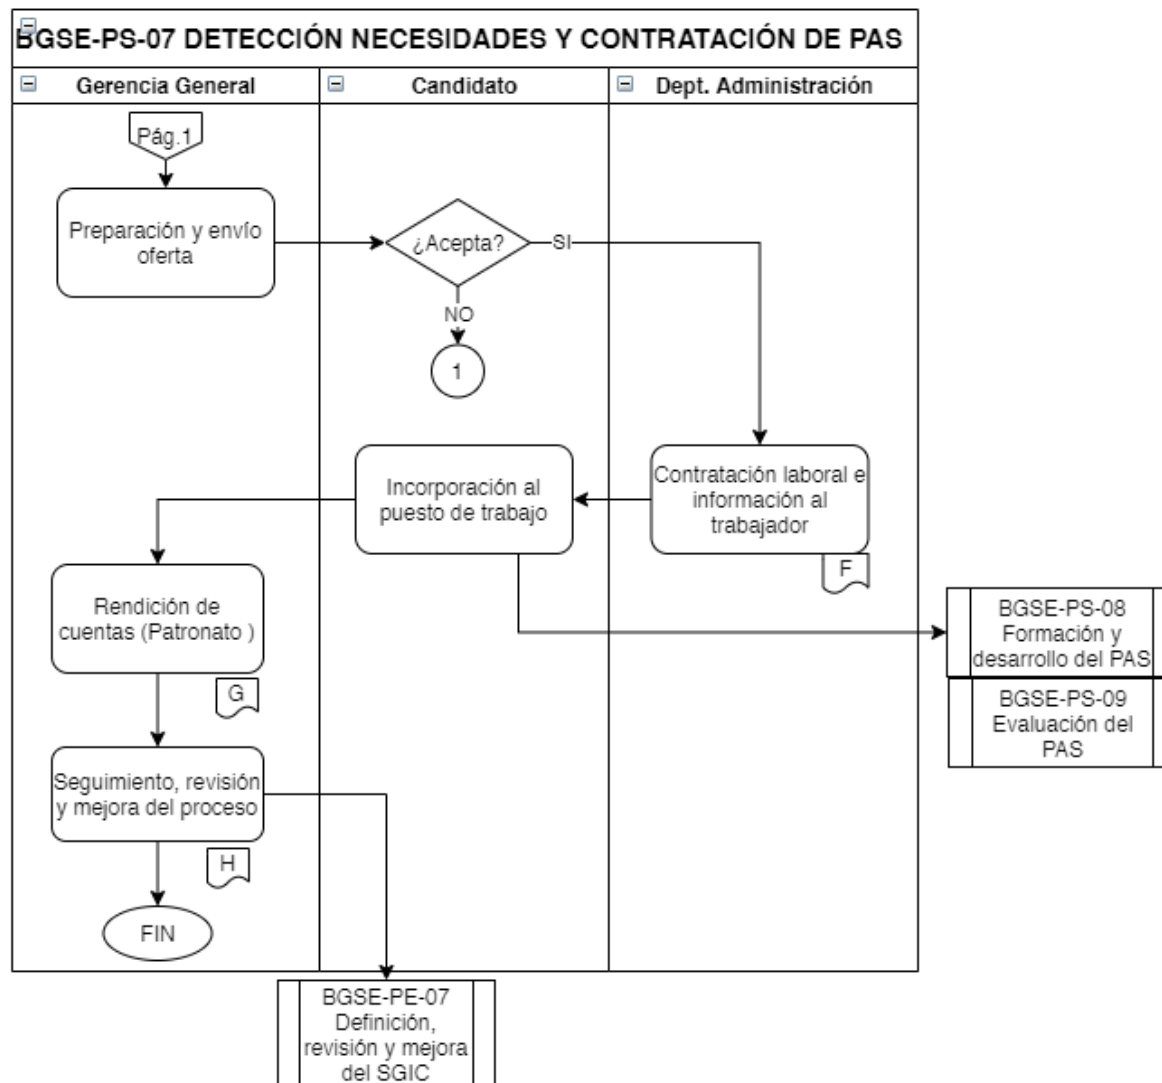 BGSE-PS-07 DETECCIÓN NECESIDADES Y CONTRATACIÓN DE PAS
Gerencia General
Candidato
Dept. Administración
Pág.1
Preparación y envío
oferta
¿Acepta?
SI
NO
1
Contratación laboral e
información al
trabajador
F
Incorporación al
puesto de trabajo
Rendición de
cuentas (Patronato )
G
BGSE-PS-08
Formación y
desarrollo del PAS
BGSE-PS-09
Evaluación del
PAS
Seguimiento, revisión
y mejora del proceso
H
FIN
BGSE-PE-07
Definición,
revisión y mejora
del SGIC